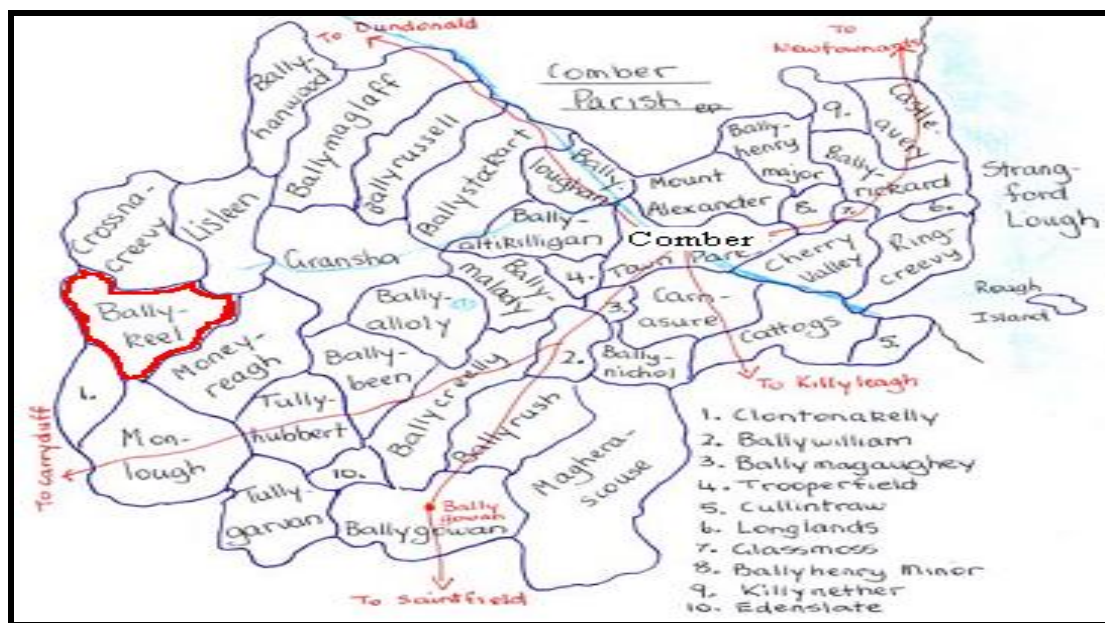 To Dundonald
To
Newtownards
Comber
Parish
Bally-
hanwood
Ballymaglaff
Ballyrussell
Ballystockart
Bally-
loughan
Mount
Alexander
Bally-
henry
major
9.
Castle-
avery
Bally-
rickard
8.
7.
6.
Strang-
ford
Lough
Crossna-
creevy
Lisleen
Gransha
Bally-
altikilligan
Comber
Town Park
Cherry
Valley
Ring-
creevy
Rough
Island
Bally-
keel
Money-
reagh
Bally-
alloly
Bally-
malady
4.
3.
Carn-
asure
Cattogs
5.
1.
Bally-
been
Ballycreelly
2.
Bally-
nichol
To Killyleagh
Tully-
hubbert
Mon-
lough
To Carryduff
Ballyrush
Maghera-
scouse
10.
Tully-
garvan
Bally
gowan
Ballygowan
To Saintfield
1. Clontonakelly
2. Ballywilliam
3. Ballymagaughey
4. Trooperfield
5. Cullintraw
6. Longlands
7. Glassmoss
8. Ballyhenry Minor
9. Killynether
10. Edenslate